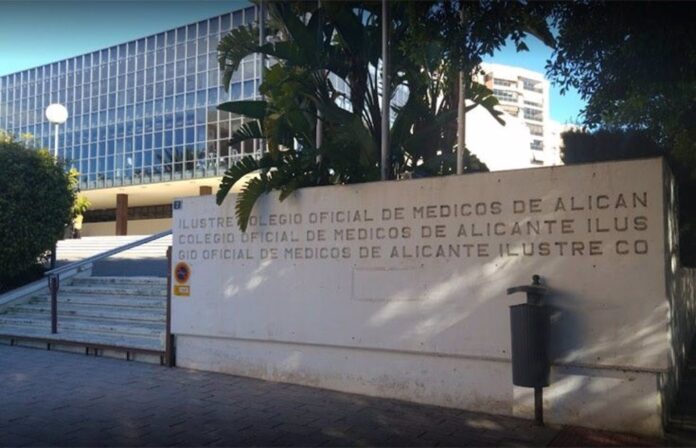 ILUSTRE COLEGIO OFICIAL DE MEDICOS DE ALICAN
COLEGIO OFICIAL DE MEDICOS DE ALICANTE ILUS
GIO OFICIAL DE MEDICOS DE ALICANTE ILUSTRE CO